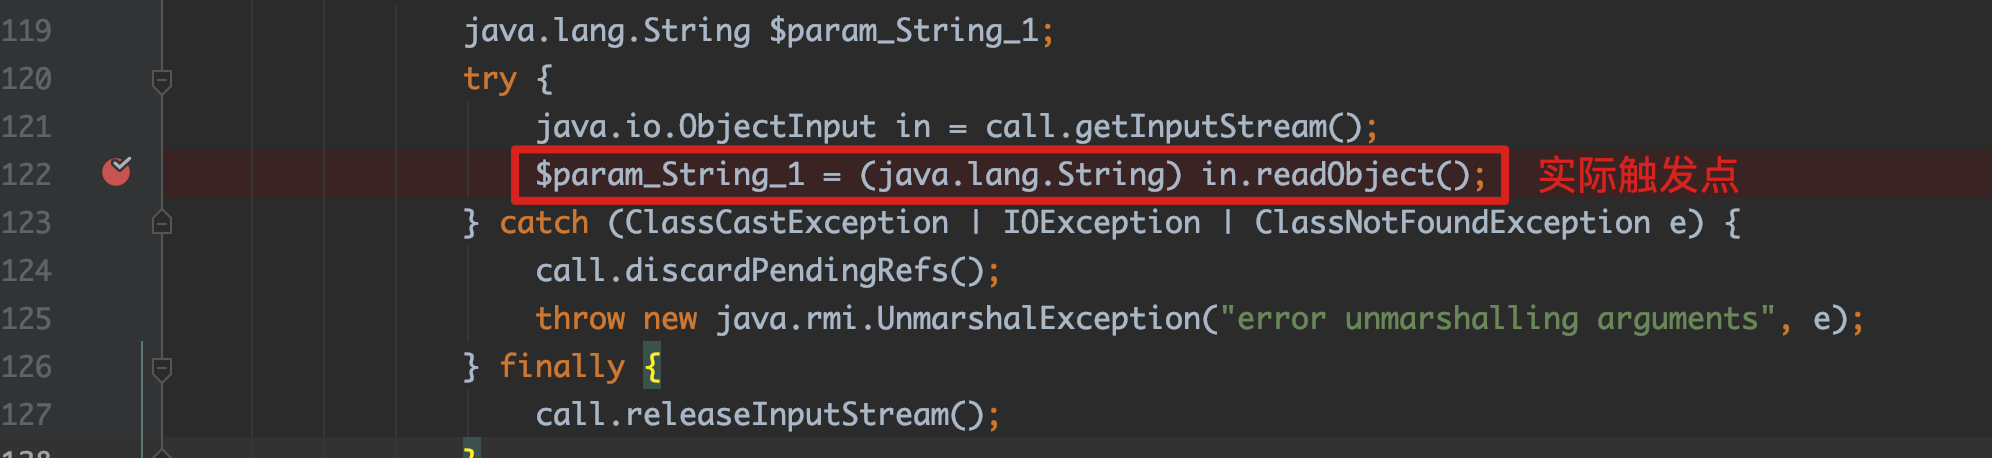 119 java.lang.String $param_String_1;
120 try {
121 java.io.ObjectInput in = call.getInputStream();
122 $param_String_1 = (java.lang.String) in.readObject(); 实际触发点
123 } catch (ClassCastException | IOException | ClassNotFoundException e) {
124 call.discardPendingRefs();
125 throw new java.rmi.UnmarshalException("error unmarshalling arguments", e);
126 } finally {
127 call.releaseInputStream();
128 }